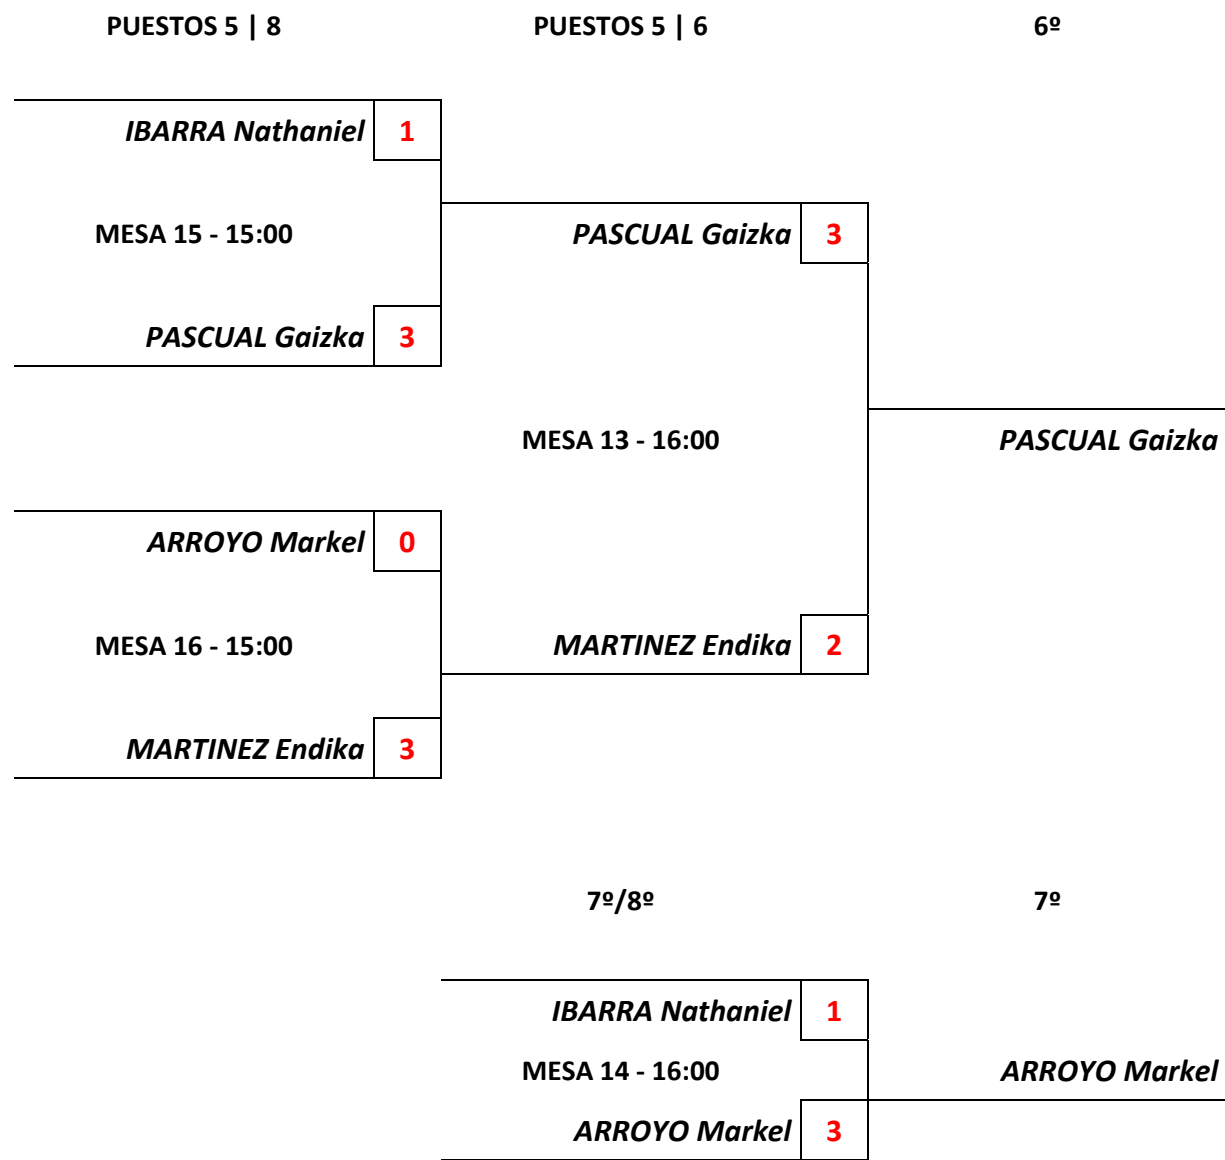 PUESTOS 5 | 8 PUESTOS 5 | 6 6º
IBARRA Nathaniel 1
MESA 15 - 15:00 PASCUAL Gaizka 3
PASCUAL Gaizka 3
MESA 13 - 16:00 PASCUAL Gaizka
ARROYO Markel 0
MESA 16 - 15:00 MARTINEZ Endika 2
MARTINEZ Endika 3
7º/8º 7º
IBARRA Nathaniel 1
MESA 14 - 16:00 ARROYO Markel
ARROYO Markel 3